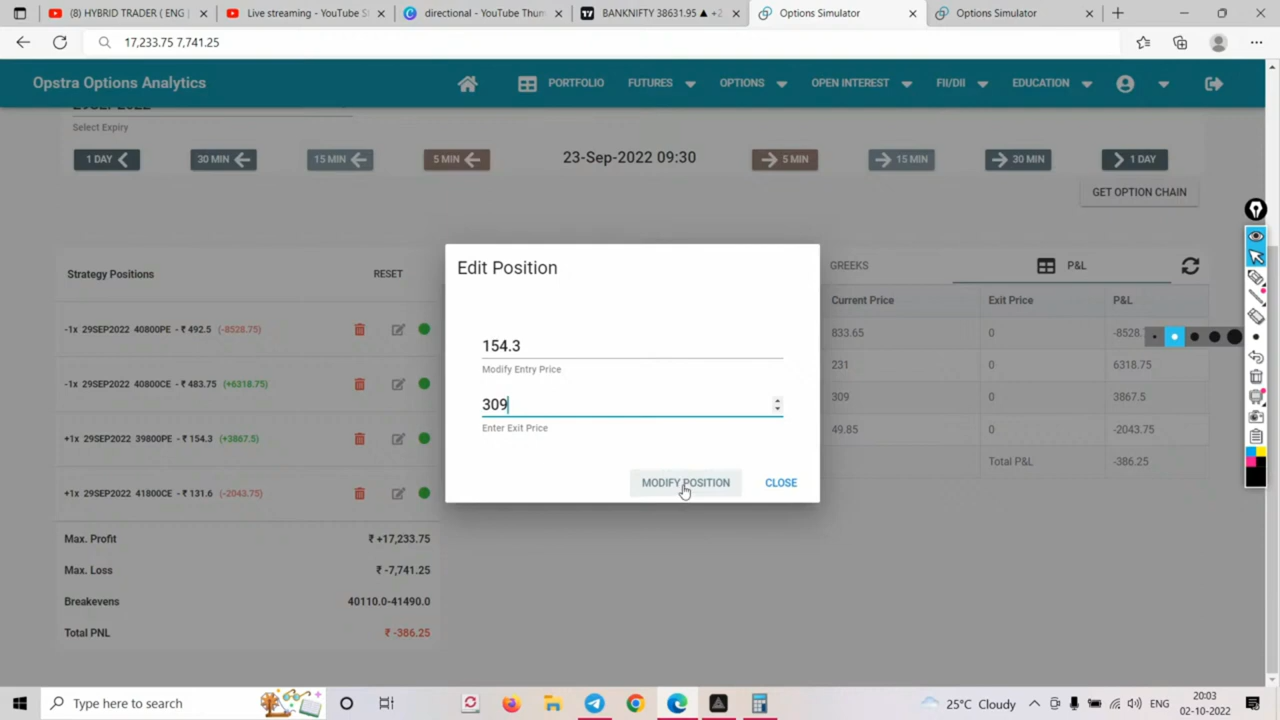 (8) HYBRID TRADER ( ENG |
Live streaming - YouTube S
directional - YouTube Thum
BANKNIFTY 38631.95 ▲ +2
Options Simulator
Options Simulator
17,233.75 7,741.25
Opstra Options Analytics
PORTFOLIO
FUTURES
OPTIONS
OPEN INTEREST
FII/DII
EDUCATION
Select Expiry
1 DAY
30 MIN
15 MIN
5 MIN
23-Sep-2022 09:30
5 MIN
15 MIN
30 MIN
1 DAY
GET OPTION CHAIN
Strategy Positions
RESET
-1x 29SEP2022 40800PE - ₹ 492.5 (-8528.75)
-1x 29SEP2022 40800CE - ₹ 483.75 (+6318.75)
+1x 29SEP2022 39800PE - ₹ 154.3 (+3867.5)
+1x 29SEP2022 41800CE - ₹ 131.6 (-2043.75)
Max. Profit ₹ +17,233.75
Max. Loss ₹ -7,741.25
Breakevens 40110.0-41490.0
Total PNL ₹ -386.25
Edit Position
154.3
Modify Entry Price
309
Enter Exit Price
MODIFY POSITION
CLOSE
GREEKS
P&L
Current Price Exit Price P&L
833.65 0 -8528.
231 0 6318.75
309 0 3867.5
49.85 0 -2043.75
Total P&L -386.25
Type here to search
25°C Cloudy
ENG
20:03
02-10-2022